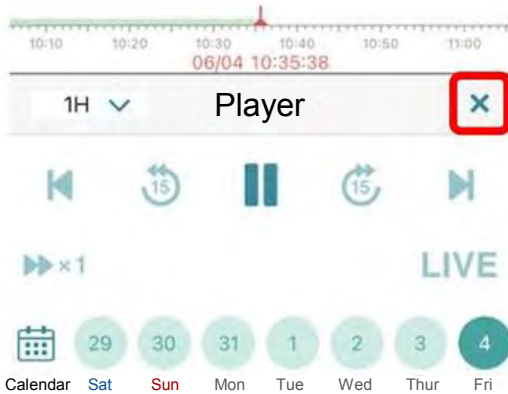 10:10 10:20 10:30 10:40 10:50 11:00
06/04 10:35:38
1H Player ×
15 15
×1 LIVE
29 30 31 1 2 3 4
Calendar Sat Sun Mon Tue Wed Thur Fri